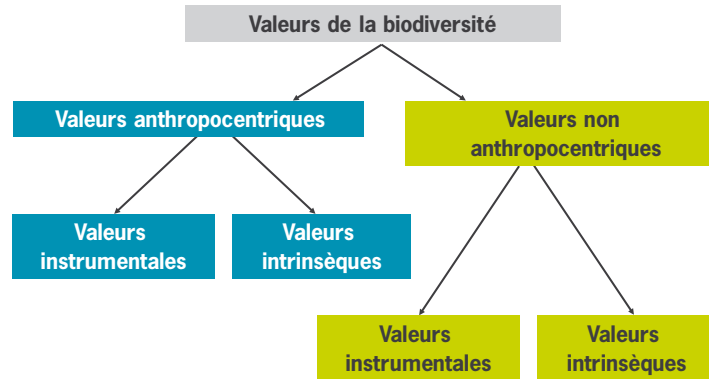 Valeurs de la biodiversité
Valeurs anthropocentriques
Valeurs non
anthropocentriques
Valeurs
instrumentales
Valeurs
intrinsèques
Valeurs
instrumentales
Valeurs
intrinsèques